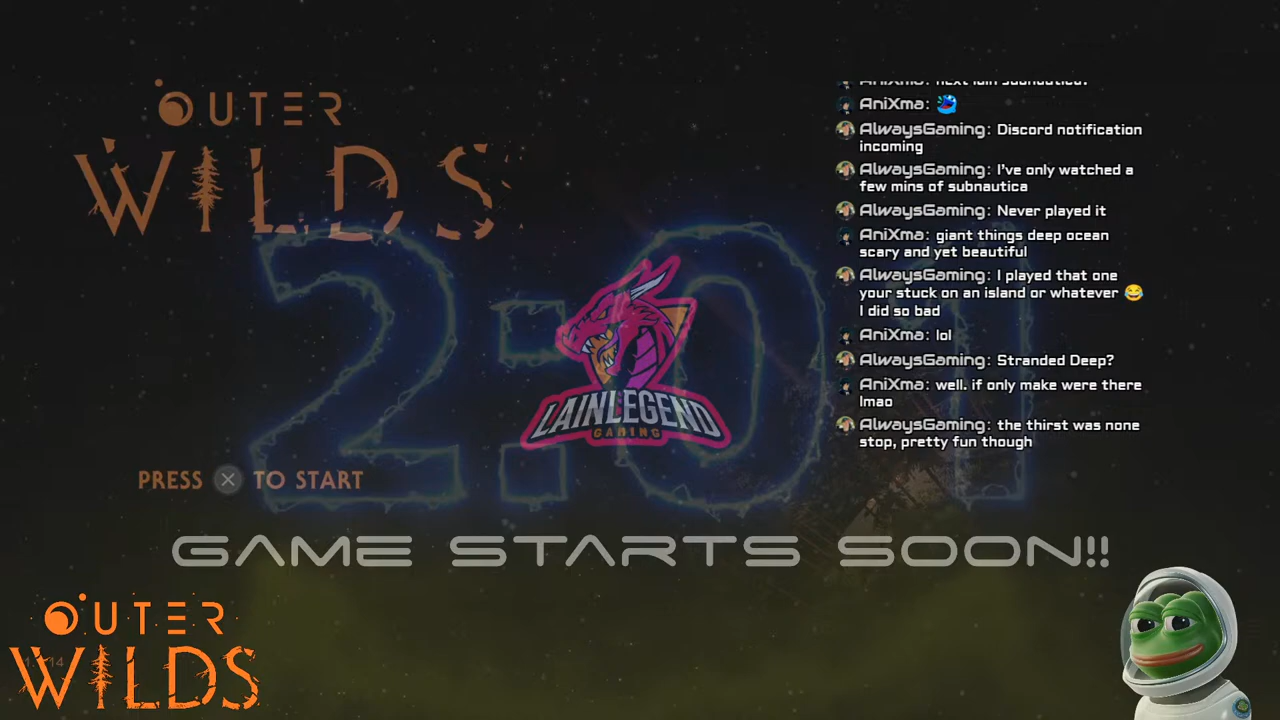 OUTER
WILDS
2:01
LAINLEGEND
GAMING
PRESS X TO START
GAME STARTS SOON!!
OUTER
WILDS
AniXma:
AniXma:
AlwaysGaming: Discord notification
incoming
AlwaysGaming: I've only watched a
few mins of subnautica
AlwaysGaming: Never played it
AniXma: giant things deep ocean
scary and yet beautiful
AlwaysGaming: I played that one
your stuck on an island or whatever 😂
I did so bad
AniXma: lol
AlwaysGaming: Stranded Deep?
AniXma: well. if only make were there
lmao
AlwaysGaming: the thirst was none
stop, pretty fun though